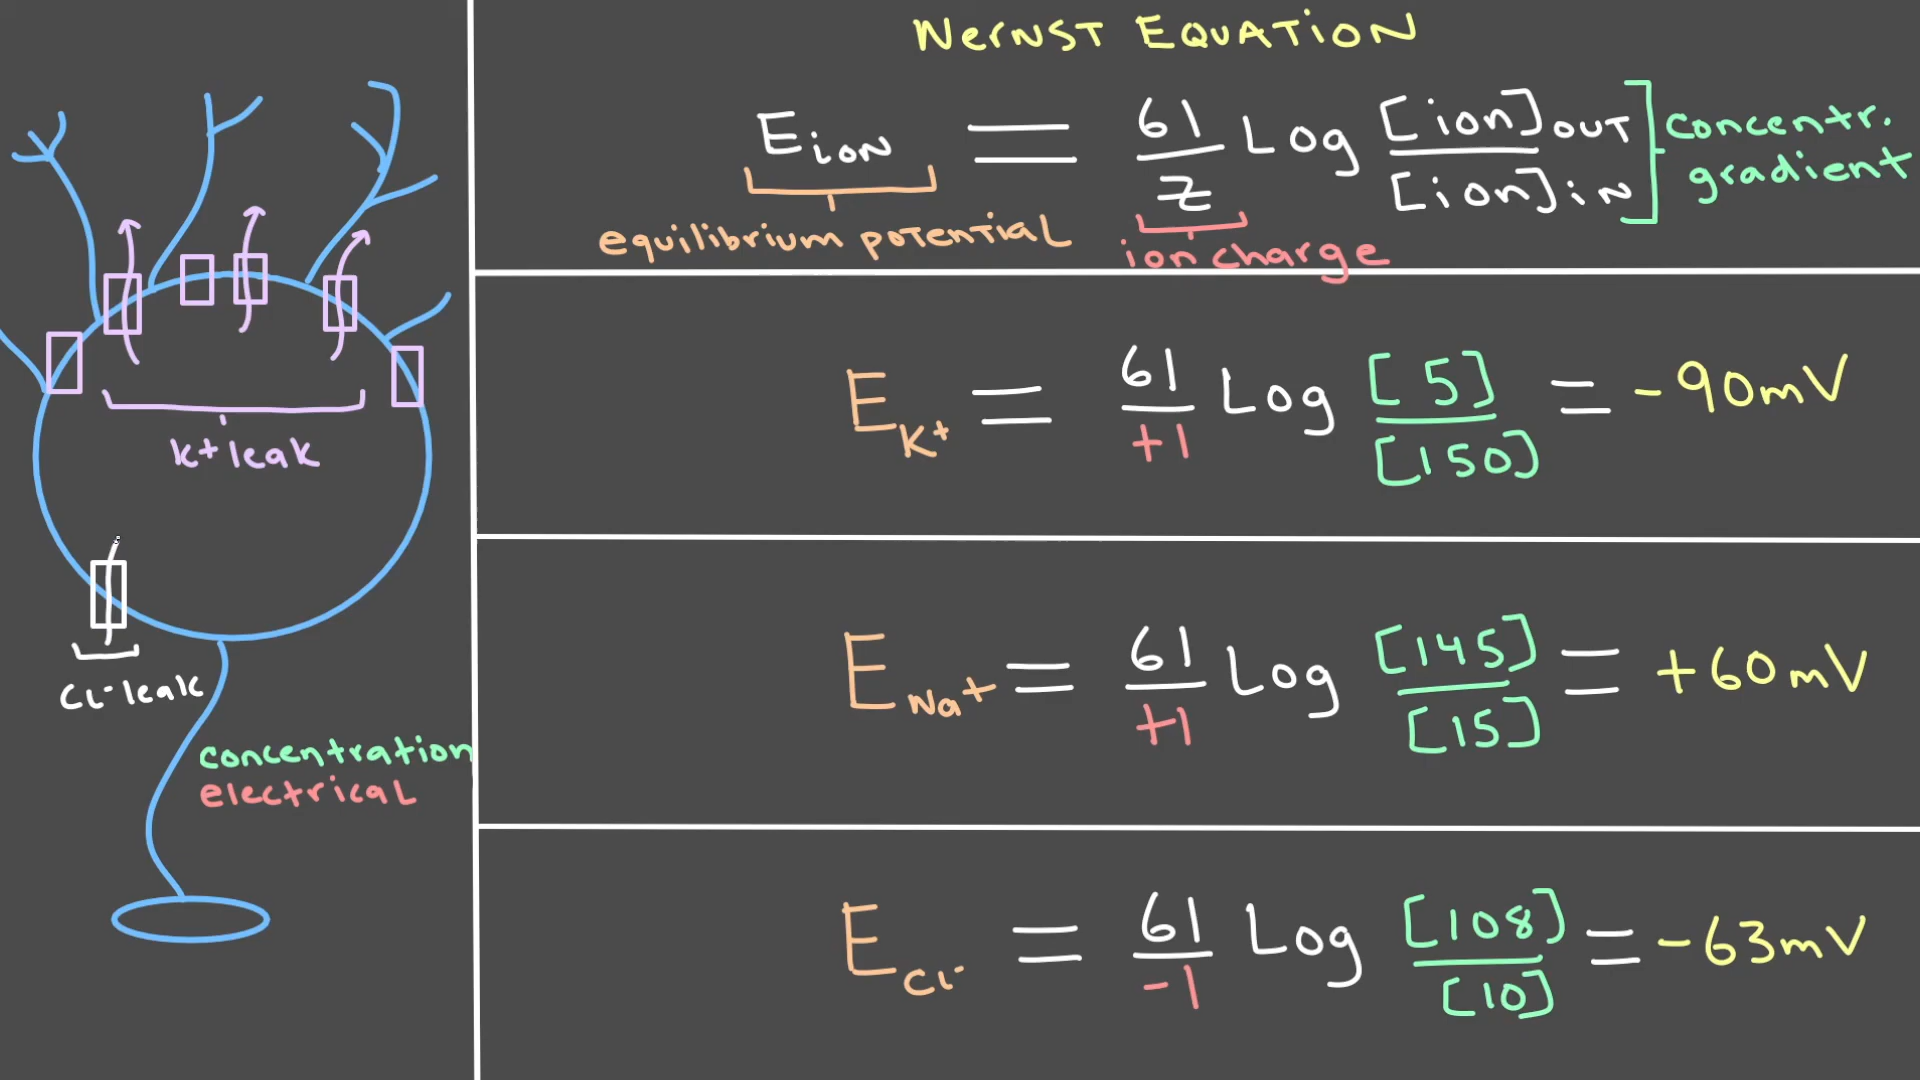 NERNST EQUATION
Eion = 61/z Log [ion]OUT/[ion]iN
concentr.
gradient
equilibrium potential
ion charge
K+ leak
EK+ = 61/+1 Log [5]/[150] = -90mV
Cl- leak
ENa+ = 61/+1 Log [145]/[15] = +60mV
concentration
electrical
ECl- = 61/-1 Log [108]/[10] = -63mV